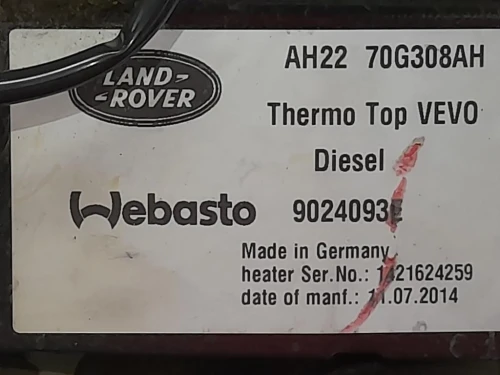 LAND-
-ROVER
AH22 70G308AH
Thermo Top VEVO
Diesel
Webasto 9024093E
Made in Germany
heater Ser.No.: 1421624259
date of manf.: 11.07.2014